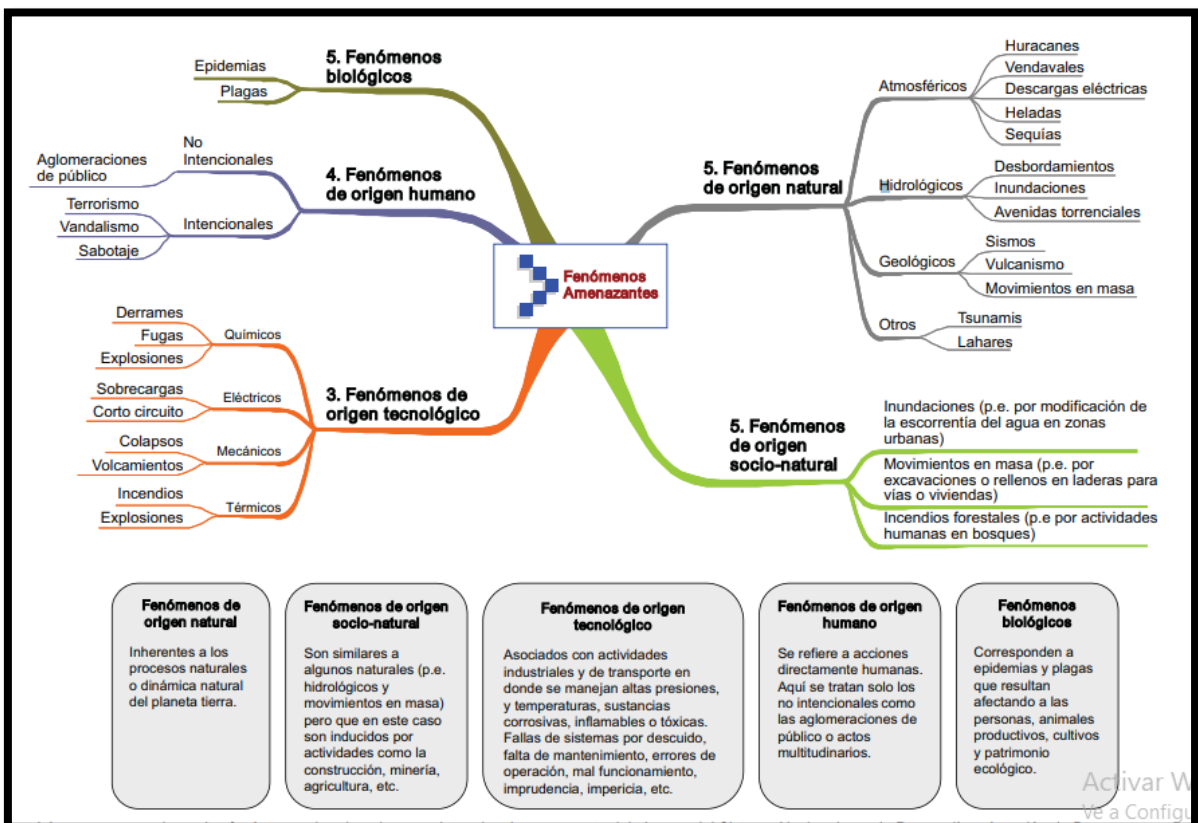 5. Fenómenos
biológicos
Epidemias
Plagas
4. Fenómenos
de origen humano
No
Intencionales
Aglomeraciones
de público
Intencionales
Terrorismo
Vandalismo
Sabotaje
3. Fenómenos de
origen tecnológico
Químicos
Derrames
Fugas
Explosiones
Eléctricos
Sobrecargas
Corto circuito
Mecánicos
Colapsos
Volcamientos
Térmicos
Incendios
Explosiones
Fenómenos
Amenazantes
5. Fenómenos
de origen natural
Atmosféricos
Huracanes
Vendavales
Descargas eléctricas
Heladas
Sequías
Hidrológicos
Desbordamientos
Inundaciones
Avenidas torrenciales
Geológicos
Sismos
Vulcanismo
Movimientos en masa
Otros
Tsunamis
Lahares
5. Fenómenos
de origen
socio-natural
Inundaciones (p.e. por modificación de
la escorrentía del agua en zonas
urbanas)
Movimientos en masa (p.e. por
excavaciones o rellenos en laderas para
vías o viviendas)
Incendios forestales (p.e por actividades
humanas en bosques)
Fenómenos de
origen natural
Inherentes a los
procesos naturales
o dinámica natural
del planeta tierra.
Fenómenos de origen
socio-natural
Son similares a
algunos naturales (p.e.
hidrológicos y
movimientos en masa)
pero que en este caso
son inducidos por
actividades como la
construcción, minería,
agricultura, etc.
Fenómenos de origen
tecnológico
Asociados con actividades
industriales y de transporte en
donde se manejan altas presiones,
y temperaturas, sustancias
corrosivas, inflamables o tóxicas.
Fallas de sistemas por descuido,
falta de mantenimiento, errores de
operación, mal funcionamiento,
imprudencia, impericia, etc.
Fenómenos de origen
humano
Se refiere a acciones
directamente humanas.
Aquí se tratan solo los
no intencionales como
las aglomeraciones de
público o actos
multitudinarios.
Fenómenos
biológicos
Corresponden a
epidemias y plagas
que resultan
afectando a las
personas, animales
productivos, cultivos
y patrimonio
ecológico.
Activar W
Ve a Configu